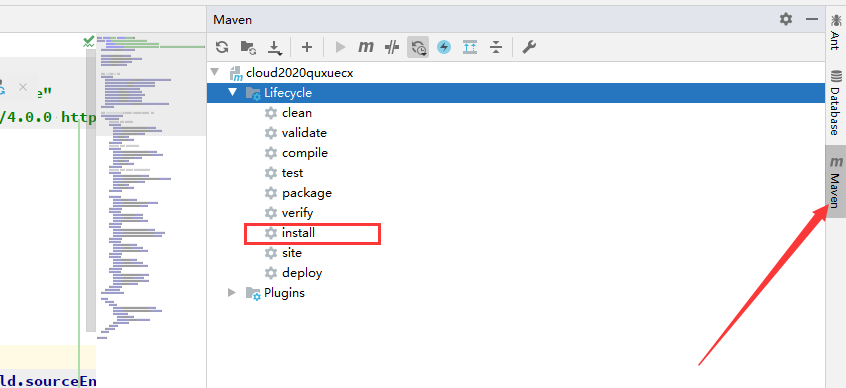 Maven
cloud2020quxuecx
Lifecycle
clean
validate
compile
test
package
verify
install
site
deploy
Plugins
e"
/4.0.0 http
ld.sourceEn
Ant
Database
Maven